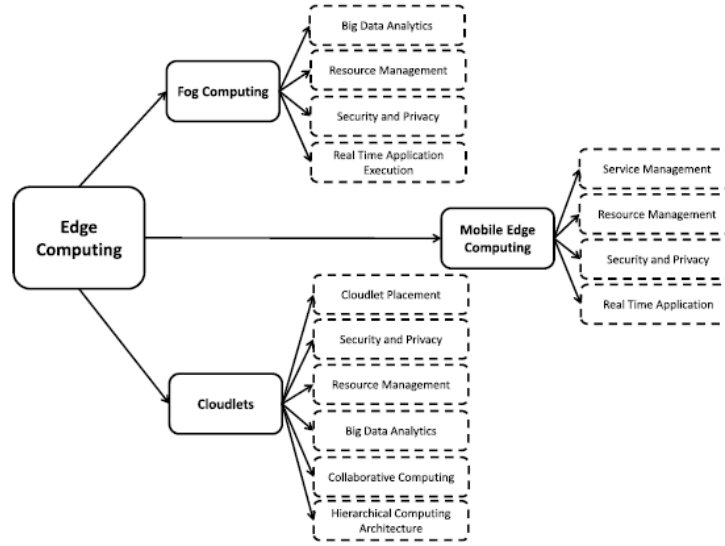 Big Data Analytics
Fog Computing
Resource Management
Security and Privacy
Real Time Application
Execution
Edge
Computing
Mobile Edge
Computing
Service Management
Resource Management
Security and Privacy
Real Time Application
Cloudlets
Cloudlet Placement
Security and Privacy
Resource Management
Big Data Analytics
Collaborative Computing
Hierarchical Computing
Architecture